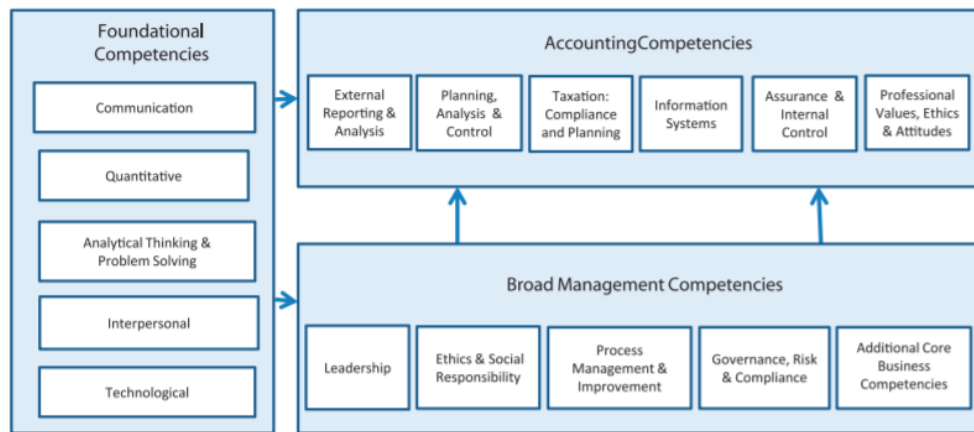 Foundational
Competencies
Communication
Quantitative
Analytical Thinking &
Problem Solving
Interpersonal
Technological
AccountingCompetencies
External
Reporting &
Analysis
Planning,
Analysis &
Control
Taxation:
Compliance
and Planning
Information
Systems
Assurance &
Internal
Control
Professional
Values, Ethics
& Attitudes
Broad Management Competencies
Leadership
Ethics & Social
Responsibility
Process
Management &
Improvement
Governance, Risk
& Compliance
Additional Core
Business
Competencies